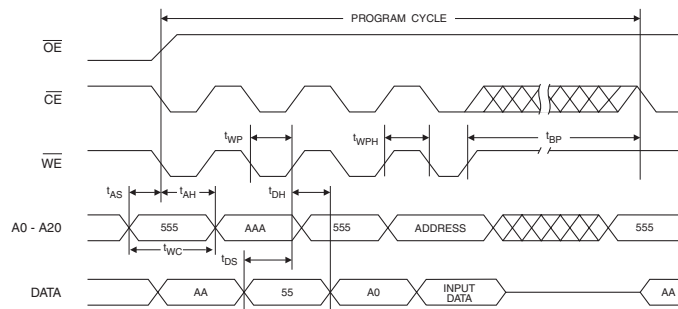 PROGRAM CYCLE
OE
CE
tWP
tWPH
tBP
WE
tAS
tAH
tDH
A0 - A20
555
AAA
555
ADDRESS
555
tWC
tDS
DATA
AA
55
A0
INPUT
DATA
AA